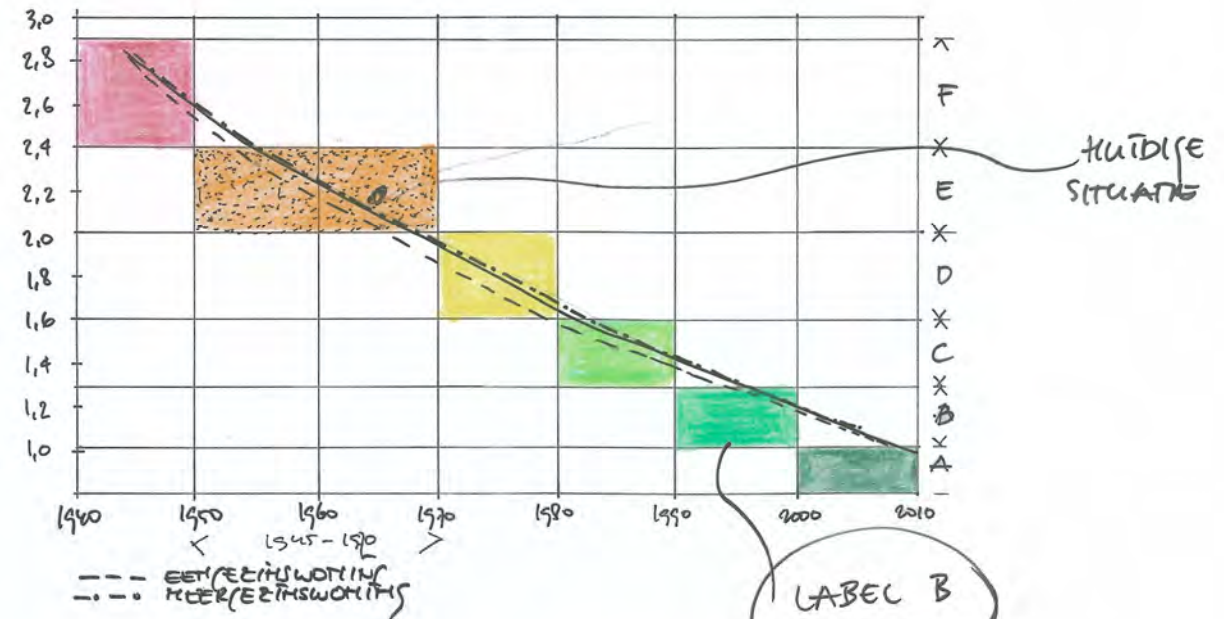 3,0
2,8
2,6
2,4
2,2
2,0
1,8
1,6
1,4
1,2
1,0
F
E
D
C
B
A
HUIDIGE
SITUATIE
1940 1950 1960 1970 1980 1990 2000 2010
< 1945-1970 >
--- EENGEZINSWONING
-.-. MEERGEZINSWONING
LABEL B